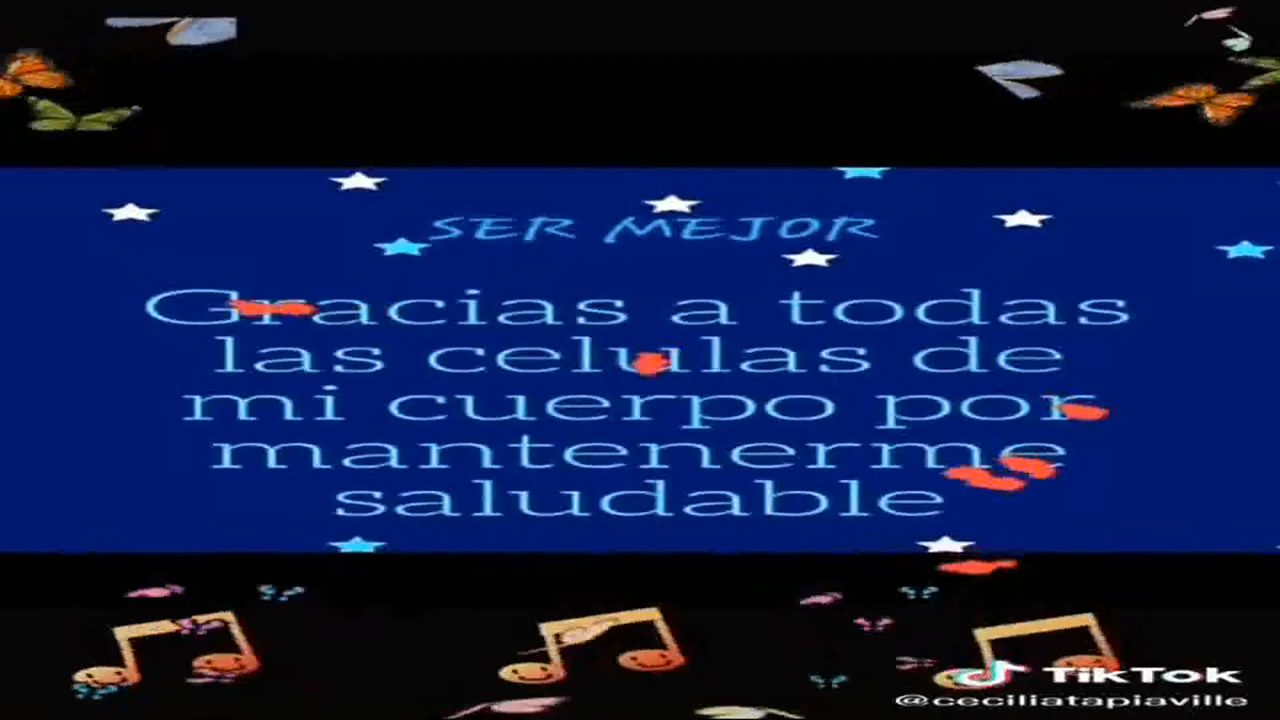 SER MEJOR
Gracias a todas
las celulas de
mi cuerpo por
mantenerme
saludable
TikTok
@ceciliatapiaville